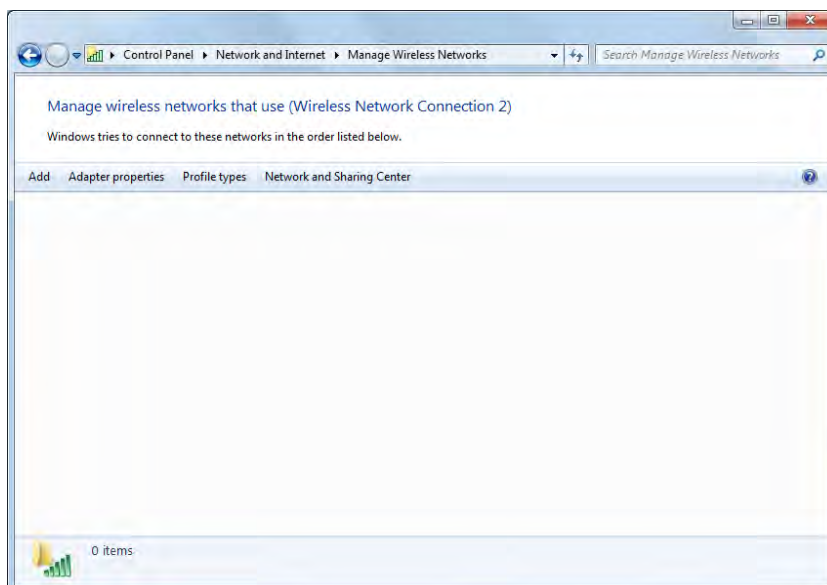 Control Panel Network and Internet Manage Wireless Networks Search Manage Wireless Networks
Manage wireless networks that use (Wireless Network Connection 2)
Windows tries to connect to these networks in the order listed below.
Add Adapter properties Profile types Network and Sharing Center
0 items